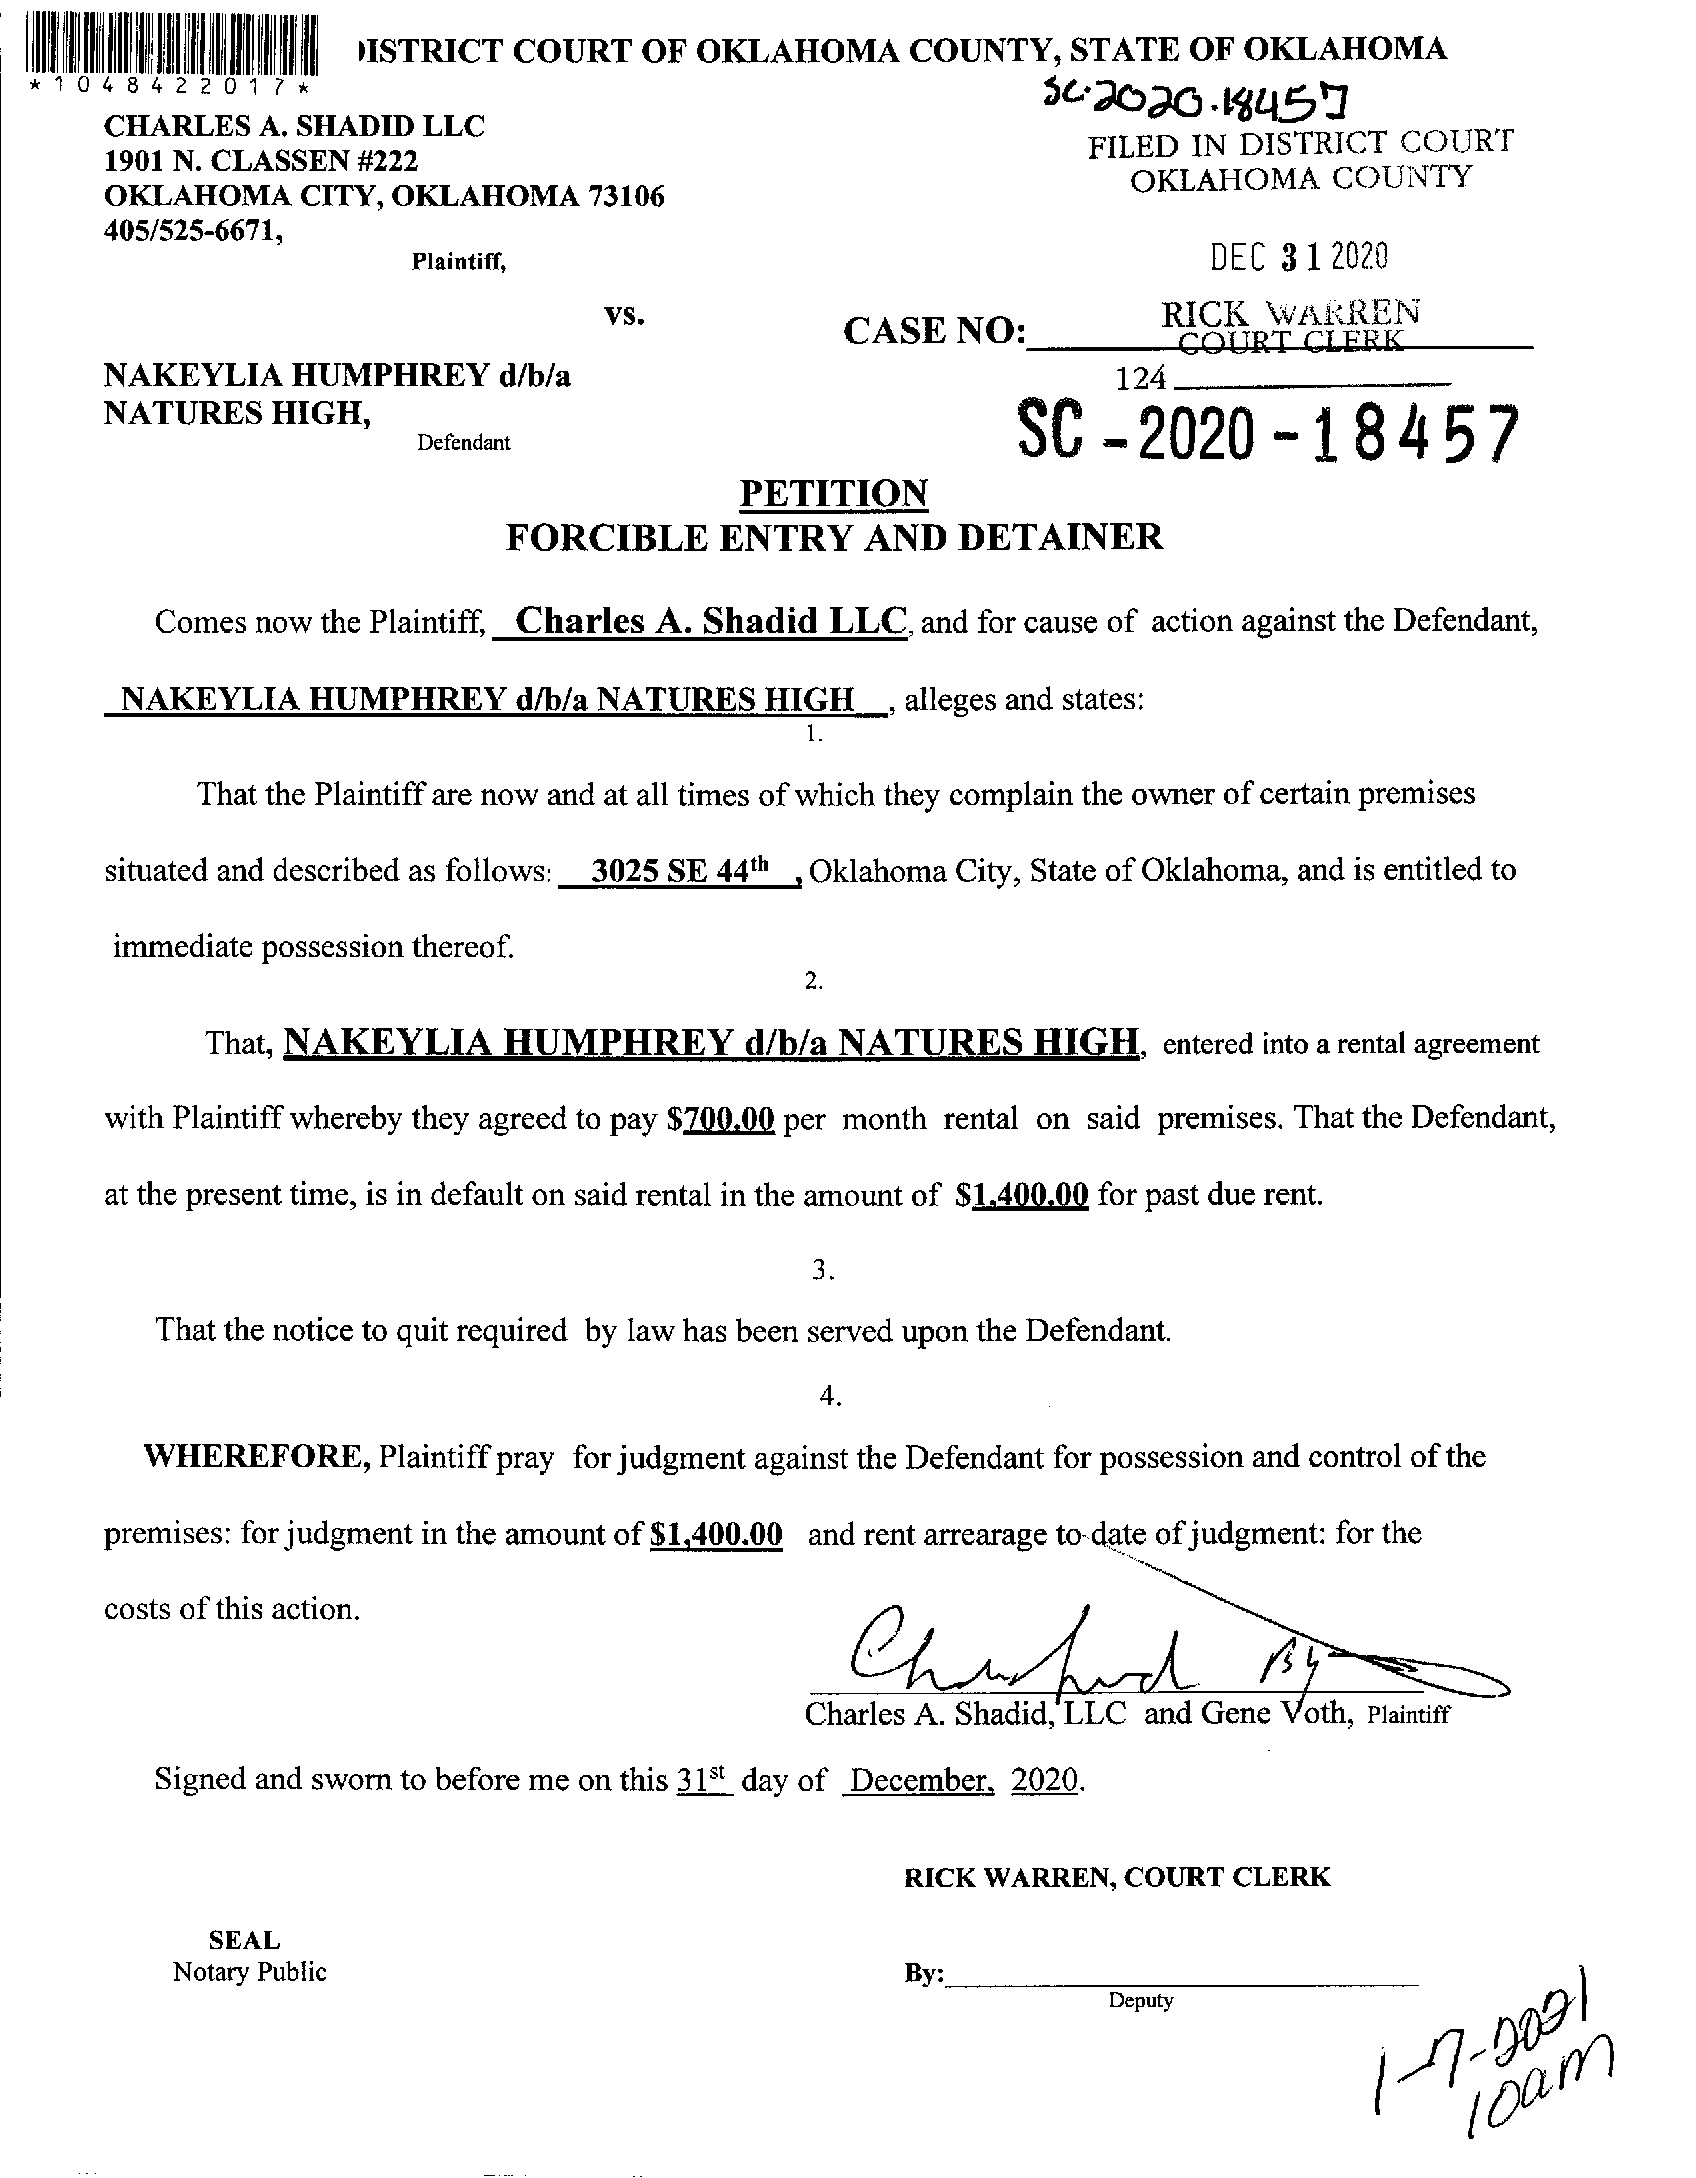 DISTRICT COURT OF OKLAHOMA COUNTY, STATE OF OKLAHOMA
*1048422017*
SC-2020-18457
CHARLES A. SHADID LLC
1901 N. CLASSEN #222
OKLAHOMA CITY, OKLAHOMA 73106
405/525-6671,
Plaintiff,
FILED IN DISTRICT COURT
OKLAHOMA COUNTY
DEC 31 2020
vs.
CASE NO:
RICK WARREN
COURT CLERK
124
NAKEYLIA HUMPHREY d/b/a
NATURES HIGH,
Defendant
SC-2020-18457
PETITION
FORCIBLE ENTRY AND DETAINER
Comes now the Plaintiff, Charles A. Shadid LLC, and for cause of action against the Defendant,
NAKEYLIA HUMPHREY d/b/a NATURES HIGH , alleges and states:
1.
That the Plaintiff are now and at all times of which they complain the owner of certain premises
situated and described as follows: 3025 SE 44th , Oklahoma City, State of Oklahoma, and is entitled to
immediate possession thereof.
2.
That, NAKEYLIA HUMPHREY d/b/a NATURES HIGH, entered into a rental agreement
with Plaintiff whereby they agreed to pay $700.00 per month rental on said premises. That the Defendant,
at the present time, is in default on said rental in the amount of $1,400.00 for past due rent.
3.
That the notice to quit required by law has been served upon the Defendant.
4.
WHEREFORE, Plaintiff pray for judgment against the Defendant for possession and control of the
premises: for judgment in the amount of $1,400.00 and rent arrearage to date of judgment: for the
costs of this action.
By
Charles A. Shadid, LLC and Gene Voth, Plaintiff
Signed and sworn to before me on this 31st day of December, 2020.
RICK WARREN, COURT CLERK
SEAL
Notary Public
By:
Deputy
1-7-2021
10am